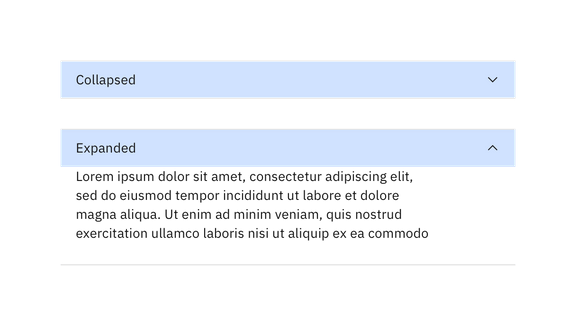 Collapsed
Expanded
Lorem ipsum dolor sit amet, consectetur adipiscing elit,
sed do eiusmod tempor incididunt ut labore et dolore
magna aliqua. Ut enim ad minim veniam, quis nostrud
exercitation ullamco laboris nisi ut aliquip ex ea commodo